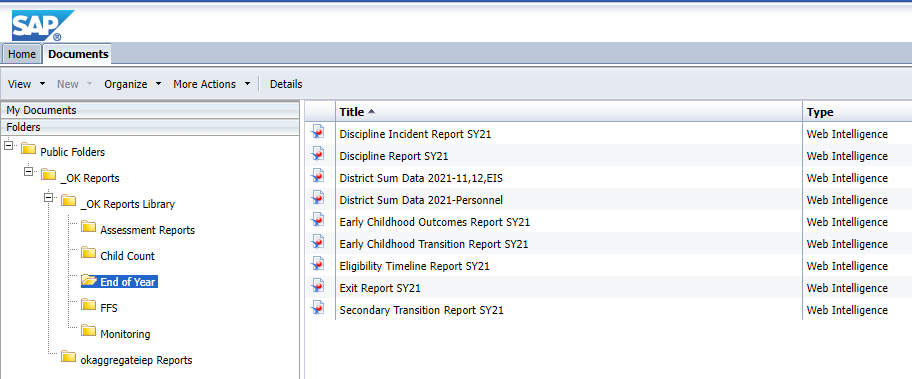 SAP®
Home Documents
View New Organize More Actions Details
My Documents
Folders
Public Folders
_OK Reports
_OK Reports Library
Assessment Reports
Child Count
End of Year
FFS
Monitoring
okaggregateiep Reports
Title Type
Discipline Incident Report SY21 Web Intelligence
Discipline Report SY21 Web Intelligence
District Sum Data 2021-11,12,EIS Web Intelligence
District Sum Data 2021-Personnel Web Intelligence
Early Childhood Outcomes Report SY21 Web Intelligence
Early Childhood Transition Report SY21 Web Intelligence
Eligibility Timeline Report SY21 Web Intelligence
Exit Report SY21 Web Intelligence
Secondary Transition Report SY21 Web Intelligence